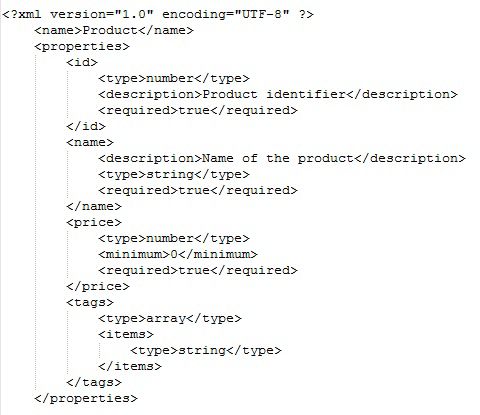 <?xml version="1.0" encoding="UTF-8" ?>
    <name>Product</name>
    <properties>
        <id>
            <type>number</type>
            <description>Product identifier</description>
            <required>true</required>
        </id>
        <name>
            <description>Name of the product</description>
            <type>string</type>
            <required>true</required>
        </name>
        <price>
            <type>number</type>
            <minimum>0</minimum>
            <required>true</required>
        </price>
        <tags>
            <type>array</type>
            <items>
                <type>string</type>
            </items>
        </tags>
    </properties>